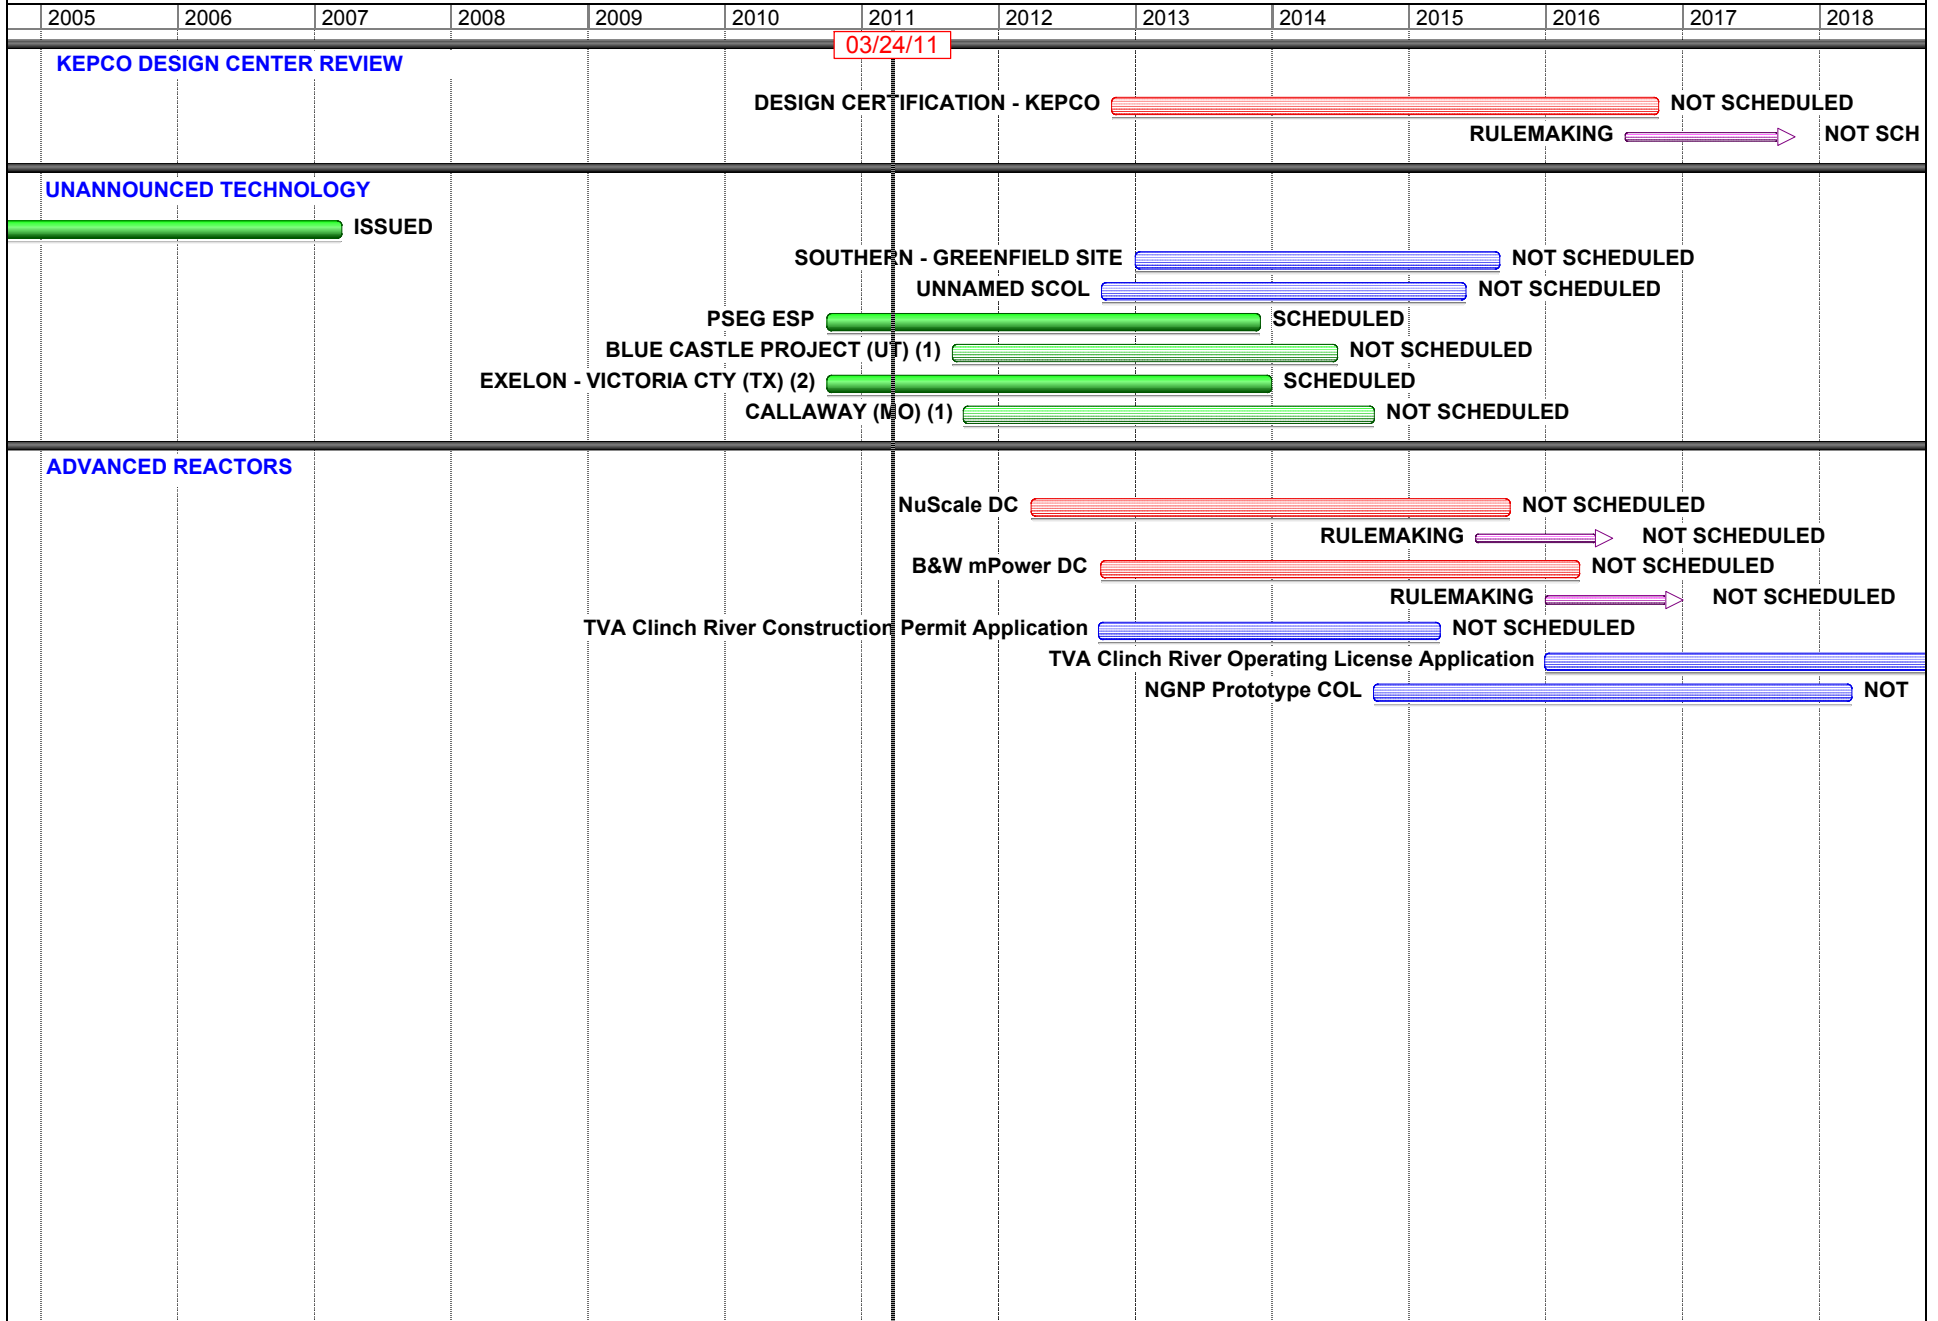 2005 2006 2007 2008 2009 2010 2011 2012 2013 2014 2015 2016 2017 2018
03/24/11
KEPCO DESIGN CENTER REVIEW
DESIGN CERTIFICATION - KEPCO NOT SCHEDULED
RULEMAKING NOT SCH
UNANNOUNCED TECHNOLOGY
ISSUED
SOUTHERN - GREENFIELD SITE NOT SCHEDULED
UNNAMED SCOL NOT SCHEDULED
PSEG ESP SCHEDULED
BLUE CASTLE PROJECT (UT) (1) NOT SCHEDULED
EXELON - VICTORIA CTY (TX) (2) SCHEDULED
CALLAWAY (MO) (1) NOT SCHEDULED
ADVANCED REACTORS
NuScale DC NOT SCHEDULED
RULEMAKING NOT SCHEDULED
B&W mPower DC NOT SCHEDULED
RULEMAKING NOT SCHEDULED
TVA Clinch River Construction Permit Application NOT SCHEDULED
TVA Clinch River Operating License Application
NGNP Prototype COL NOT